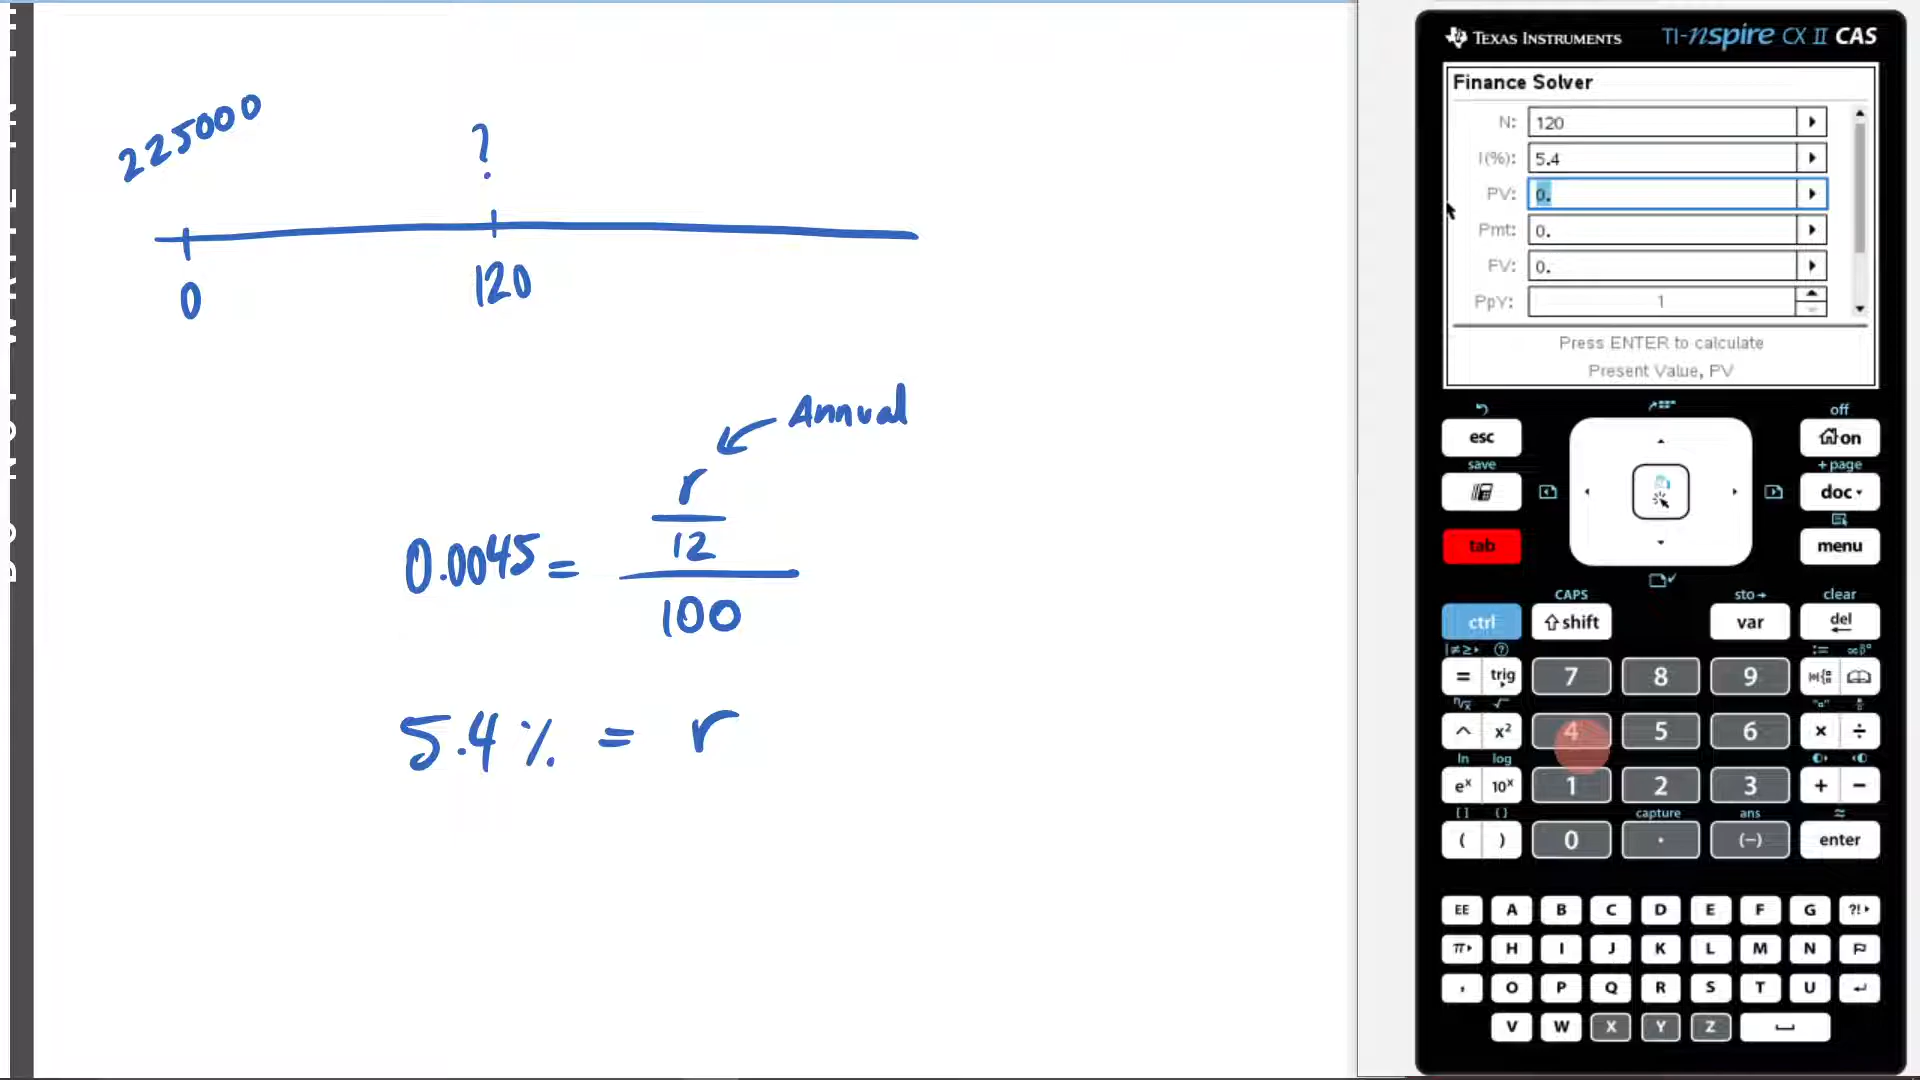 225000
?
0
120
Annual
r
12
0.0045 =
100
5.4 % = r
TEXAS INSTRUMENTS TI-nspire CX II CAS
Finance Solver
N: 120
I(%): 5.4
PV: 0.
Pmt: 0.
FV: 0.
PpY: 1
Press ENTER to calculate
Present Value, PV
off
esc on
save + page
doc
tab menu
CAPS sto→ clear
ctrl shift var del
= trig 7 8 9
^ x² 4 5 6 × ÷
ln log
eˣ 10ˣ 1 2 3 + −
[ ] { } capture ans ≈
( ) 0 . (−) enter
EE A B C D E F G ?!▸
π▸ H I J K L M N
, O P Q R S T U ↵
V W X Y Z